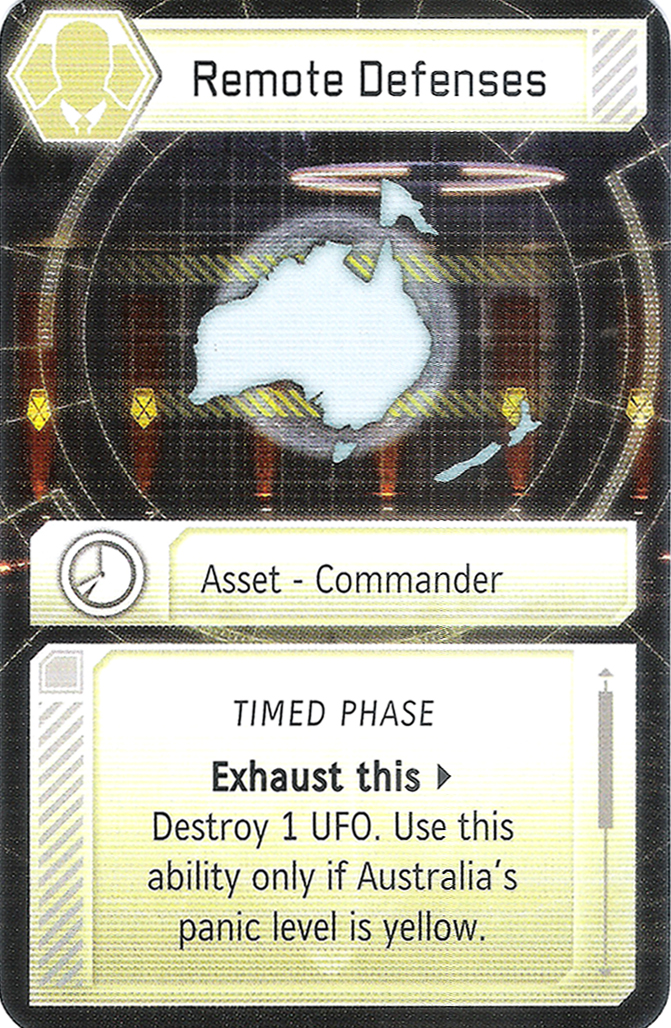 Remote Defenses
Asset - Commander
TIMED PHASE
Exhaust this ▶
Destroy 1 UFO. Use this
ability only if Australia's
panic level is yellow.